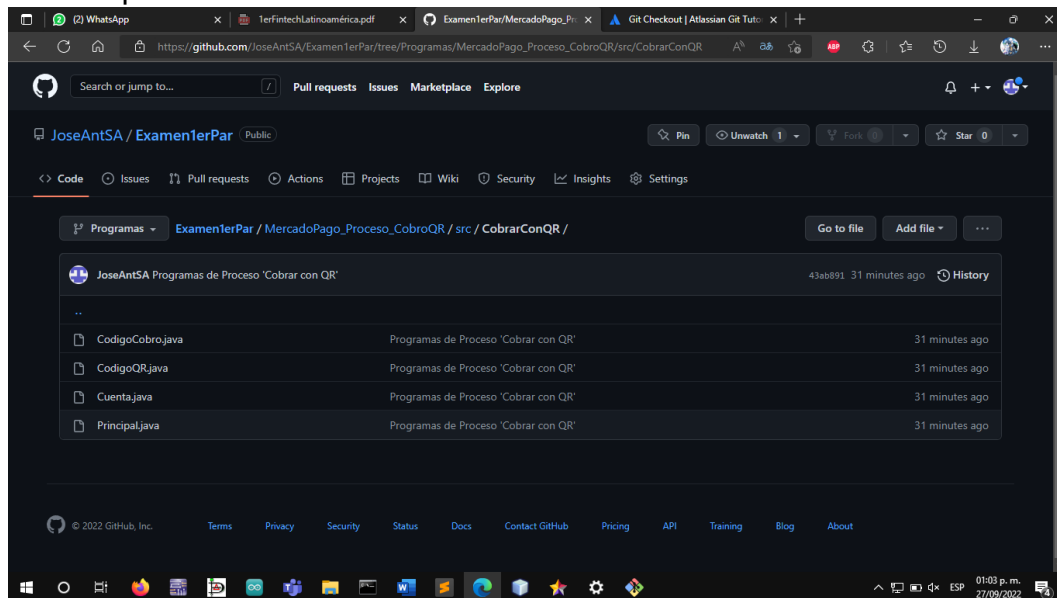 (2) WhatsApp
1erFintechLatinoamérica.pdf
Examen1erPar/MercadoPago_Pro
Git Checkout | Atlassian Git Tuto
https://github.com/JoseAntSA/Examen1erPar/tree/Programas/MercadoPago_Proceso_CobroQR/src/CobrarConQR
Search or jump to...
/
Pull requests Issues Marketplace Explore
JoseAntSA / Examen1erPar Public
Pin
Unwatch 1
Fork 0
Star 0
Code Issues Pull requests Actions Projects Wiki Security Insights Settings
Programas
Examen1erPar / MercadoPago_Proceso_CobroQR / src / CobrarConQR /
Go to file
Add file
...
JoseAntSA Programas de Proceso 'Cobrar con QR' 43ab891 31 minutes ago History
..
CodigoCobro.java Programas de Proceso 'Cobrar con QR' 31 minutes ago
CodigoQR.java Programas de Proceso 'Cobrar con QR' 31 minutes ago
Cuenta.java Programas de Proceso 'Cobrar con QR' 31 minutes ago
Principal.java Programas de Proceso 'Cobrar con QR' 31 minutes ago
© 2022 GitHub, Inc. Terms Privacy Security Status Docs Contact GitHub Pricing API Training Blog About
ESP
01:03 p. m.
27/09/2022